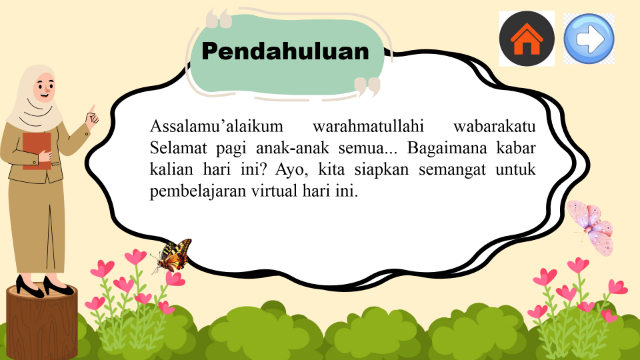 Pendahuluan
Assalamu’alaikum warahmatullahi wabarakatu
Selamat pagi anak-anak semua... Bagaimana kabar
kalian hari ini? Ayo, kita siapkan semangat untuk
pembelajaran virtual hari ini.